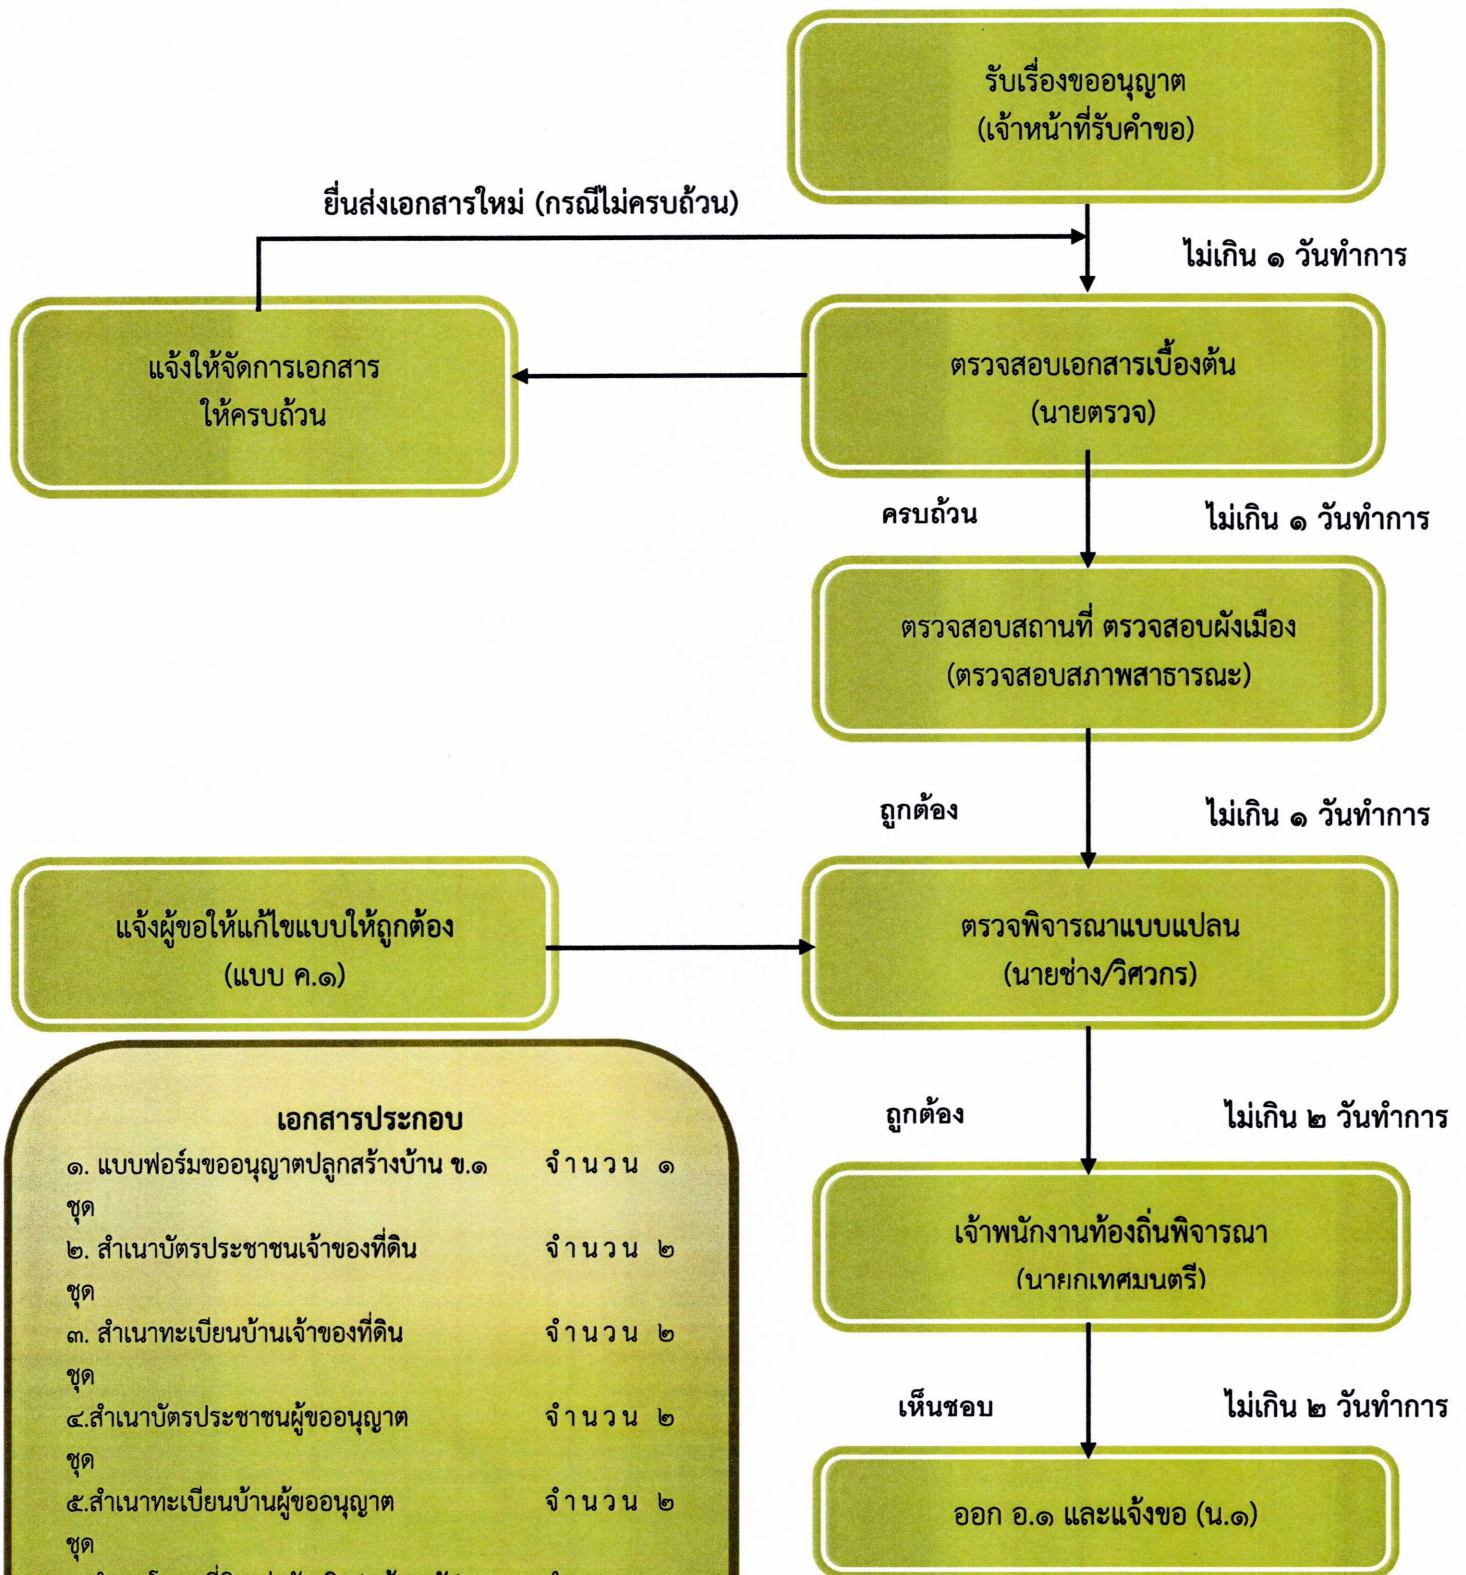 รับเรื่องขออนุญาต
(เจ้าหน้าที่รับคำขอ)
ยื่นส่งเอกสารใหม่ (กรณีไม่ครบถ้วน)
ไม่เกิน ๑ วันทำการ
แจ้งให้จัดการเอกสาร
ให้ครบถ้วน
ตรวจสอบเอกสารเบื้องต้น
(นายตรวจ)
ครบถ้วน
ไม่เกิน ๑ วันทำการ
ตรวจสอบสถานที่ ตรวจสอบผังเมือง
(ตรวจสอบสภาพสาธารณะ)
ถูกต้อง
ไม่เกิน ๑ วันทำการ
แจ้งผู้ขอให้แก้ไขแบบให้ถูกต้อง
(แบบ ค.๑)
ตรวจพิจารณาแบบแปลน
(นายช่าง/วิศวกร)
ถูกต้อง
ไม่เกิน ๒ วันทำการ
เจ้าพนักงานท้องถิ่นพิจารณา
(นายกเทศมนตรี)
เห็นชอบ
ไม่เกิน ๒ วันทำการ
ออก อ.๑ และแจ้งขอ (น.๑)
เอกสารประกอบ
๑. แบบฟอร์มขออนุญาตปลูกสร้างบ้าน ข.๑ จำนวน ๑
ชุด
๒. สำเนาบัตรประชาชนเจ้าของที่ดิน จำนวน ๒
ชุด
๓. สำเนาทะเบียนบ้านเจ้าของที่ดิน จำนวน ๒
ชุด
๔.สำเนาบัตรประชาชนผู้ขออนุญาต จำนวน ๒
ชุด
๕.สำเนาทะเบียนบ้านผู้ขออนุญาต จำนวน ๒
ชุด